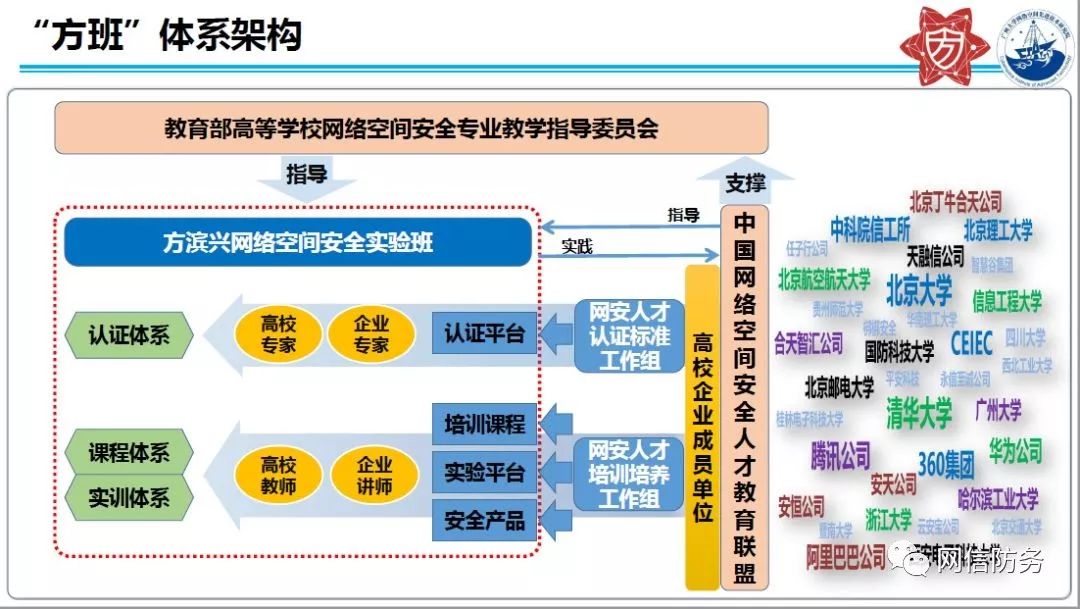 “方班”体系架构
教育部高等学校网络空间安全专业教学指导委员会
指导
支撑
方滨兴网络空间安全实验班
指导
实践
认证体系
高校
专家
企业
专家
认证平台
网安人才
认证标准
工作组
课程体系
实训体系
高校
教师
企业
讲师
培训课程
实验平台
安全产品
网安人才
培训培养
工作组
高校企业成员单位
中国网络空间安全人才教育联盟
北京丁牛合天公司
中科院信工所
北京理工大学
任子行公司
天融信公司
智慧谷集团
北京航空航天大学
北京大学
信息工程大学
贵州师范大学
华南理工大学
合天智汇公司
国防科技大学
CEIEC
四川大学
西北工业大学
北京邮电大学
平安科技
永信至诚公司
桂林电子科技大学
清华大学
广州大学
腾讯公司
360集团
华为公司
安天公司
安恒公司
哈尔滨工业大学
暨南大学
浙江大学
云安宝公司
北京交通大学
阿里巴巴公司
网信防务